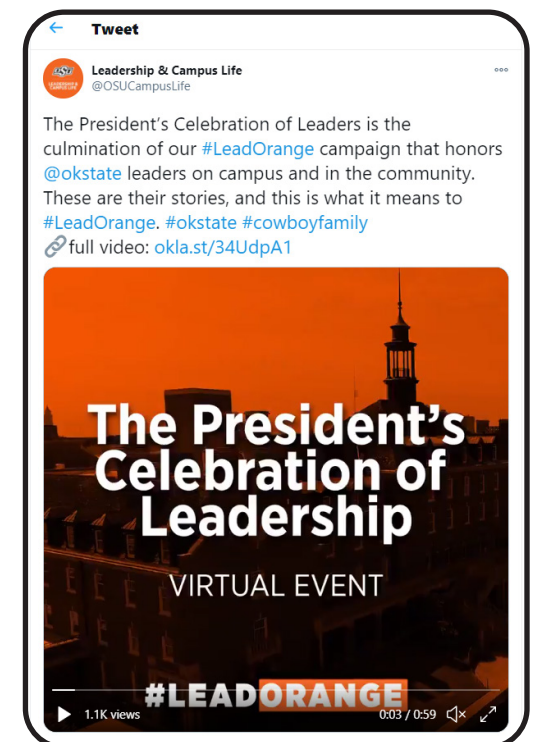 Tweet
Leadership & Campus Life
@OSUCampusLife
The President's Celebration of Leaders is the
culmination of our #LeadOrange campaign that honors
@okstate leaders on campus and in the community.
These are their stories, and this is what it means to
#LeadOrange. #okstate #cowboyfamily
full video: okla.st/34UdpA1
The President's
Celebration of
Leadership
VIRTUAL EVENT
#LEADORANGE
1.1K views
0:03 / 0:59